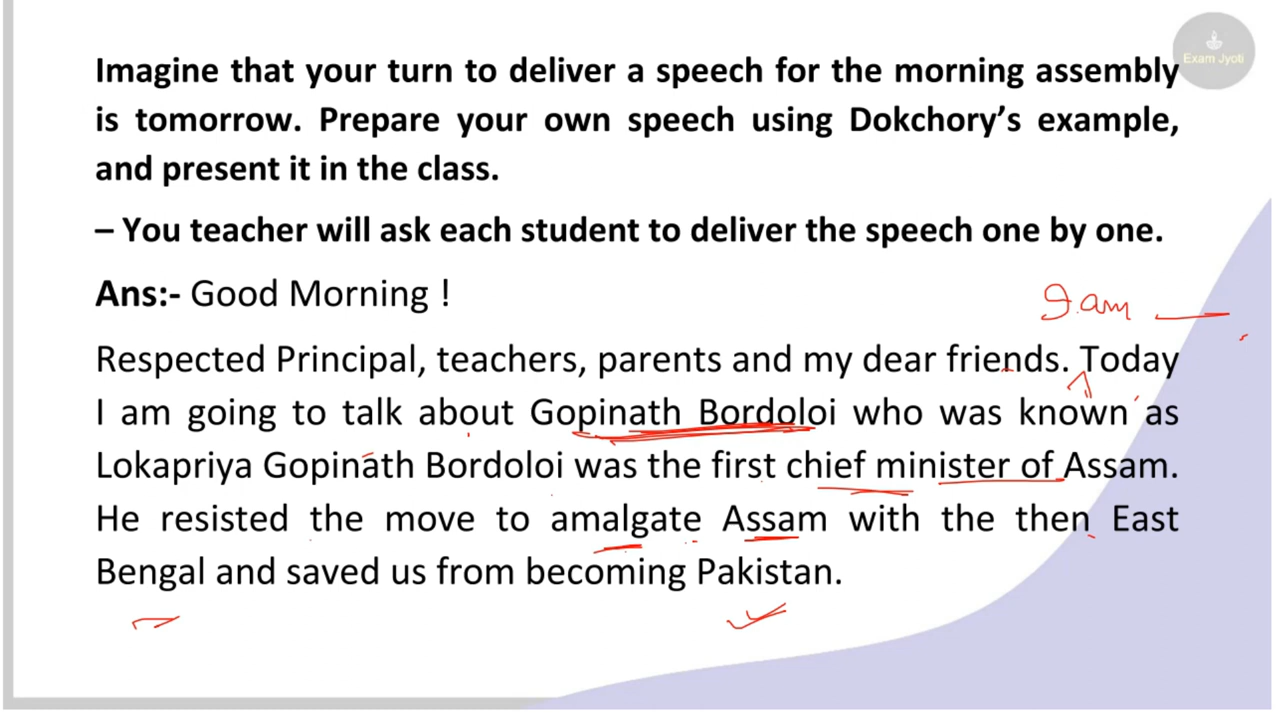 Exam Jyoti
Imagine that your turn to deliver a speech for the morning assembly
is tomorrow. Prepare your own speech using Dokchory’s example,
and present it in the class.
– You teacher will ask each student to deliver the speech one by one.
Ans:- Good Morning !
9.am
Respected Principal, teachers, parents and my dear friends. Today
I am going to talk about Gopinath Bordoloi who was known as
Lokapriya Gopinath Bordoloi was the first chief minister of Assam.
He resisted the move to amalgate Assam with the then East
Bengal and saved us from becoming Pakistan.